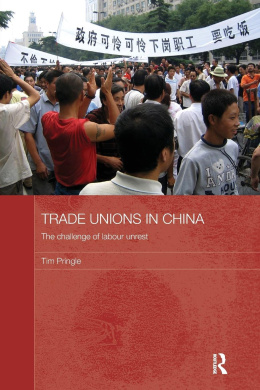 政府可怜可怜下岗职工 要吃饭
TRADE UNIONS IN CHINA
The challenge of labour unrest
Tim Pringle
ROUTLEDGE
R